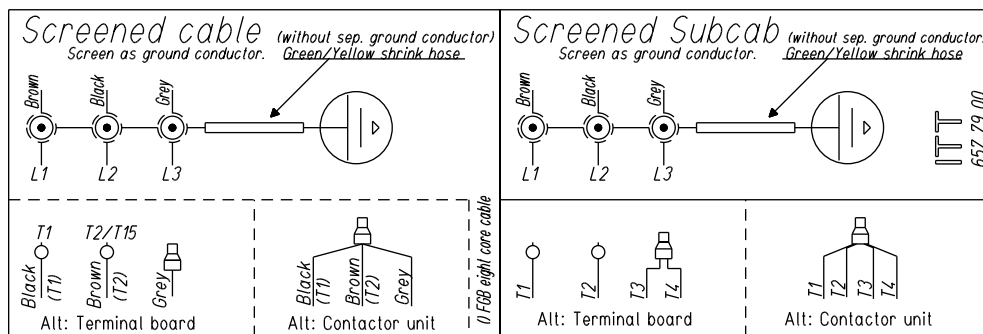 Screened cable (without sep. ground conductor)
Screen as ground conductor. Green/Yellow shrink hose
Brown
Black
Grey
L1 L2 L3
T1 T2/T15
Black
(T1)
Brown
(T2)
Grey
Alt: Terminal board
Black
(T1)
Brown
(T2)
Grey
Alt: Contactor unit
() FGB eight core cable
Screened Subcab (without sep. ground conductor)
Screen as ground conductor. Green/Yellow shrink hose
Brown
Black
Grey
L1 L2 L3
ITT
657 79 00
T1
T2
T3
T4
Alt: Terminal board
T1
T2
T3
T4
Alt: Contactor unit